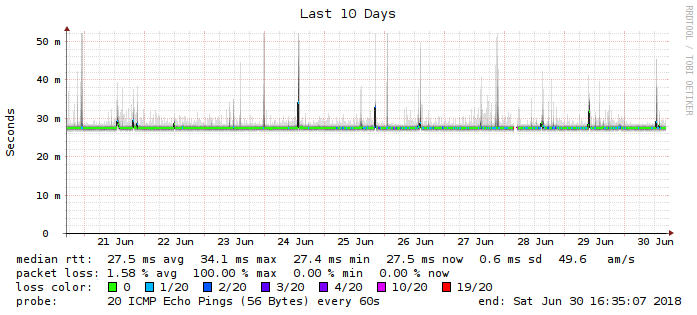 Last 10 Days
RRDTOOL / TOBI OETIKER
Seconds
50 m
40 m
30 m
20 m
10 m
0
21 Jun 22 Jun 23 Jun 24 Jun 25 Jun 26 Jun 27 Jun 28 Jun 29 Jun 30 Jun
median rtt: 27.5 ms avg 34.1 ms max 27.4 ms min 27.5 ms now 0.6 ms sd 49.6 am/s
packet loss: 1.58 % avg 100.00 % max 0.00 % min 0.00 % now
loss color: 0 1/20 2/20 3/20 4/20 10/20 19/20
probe: 20 ICMP Echo Pings (56 Bytes) every 60s end: Sat Jun 30 16:35:07 2018